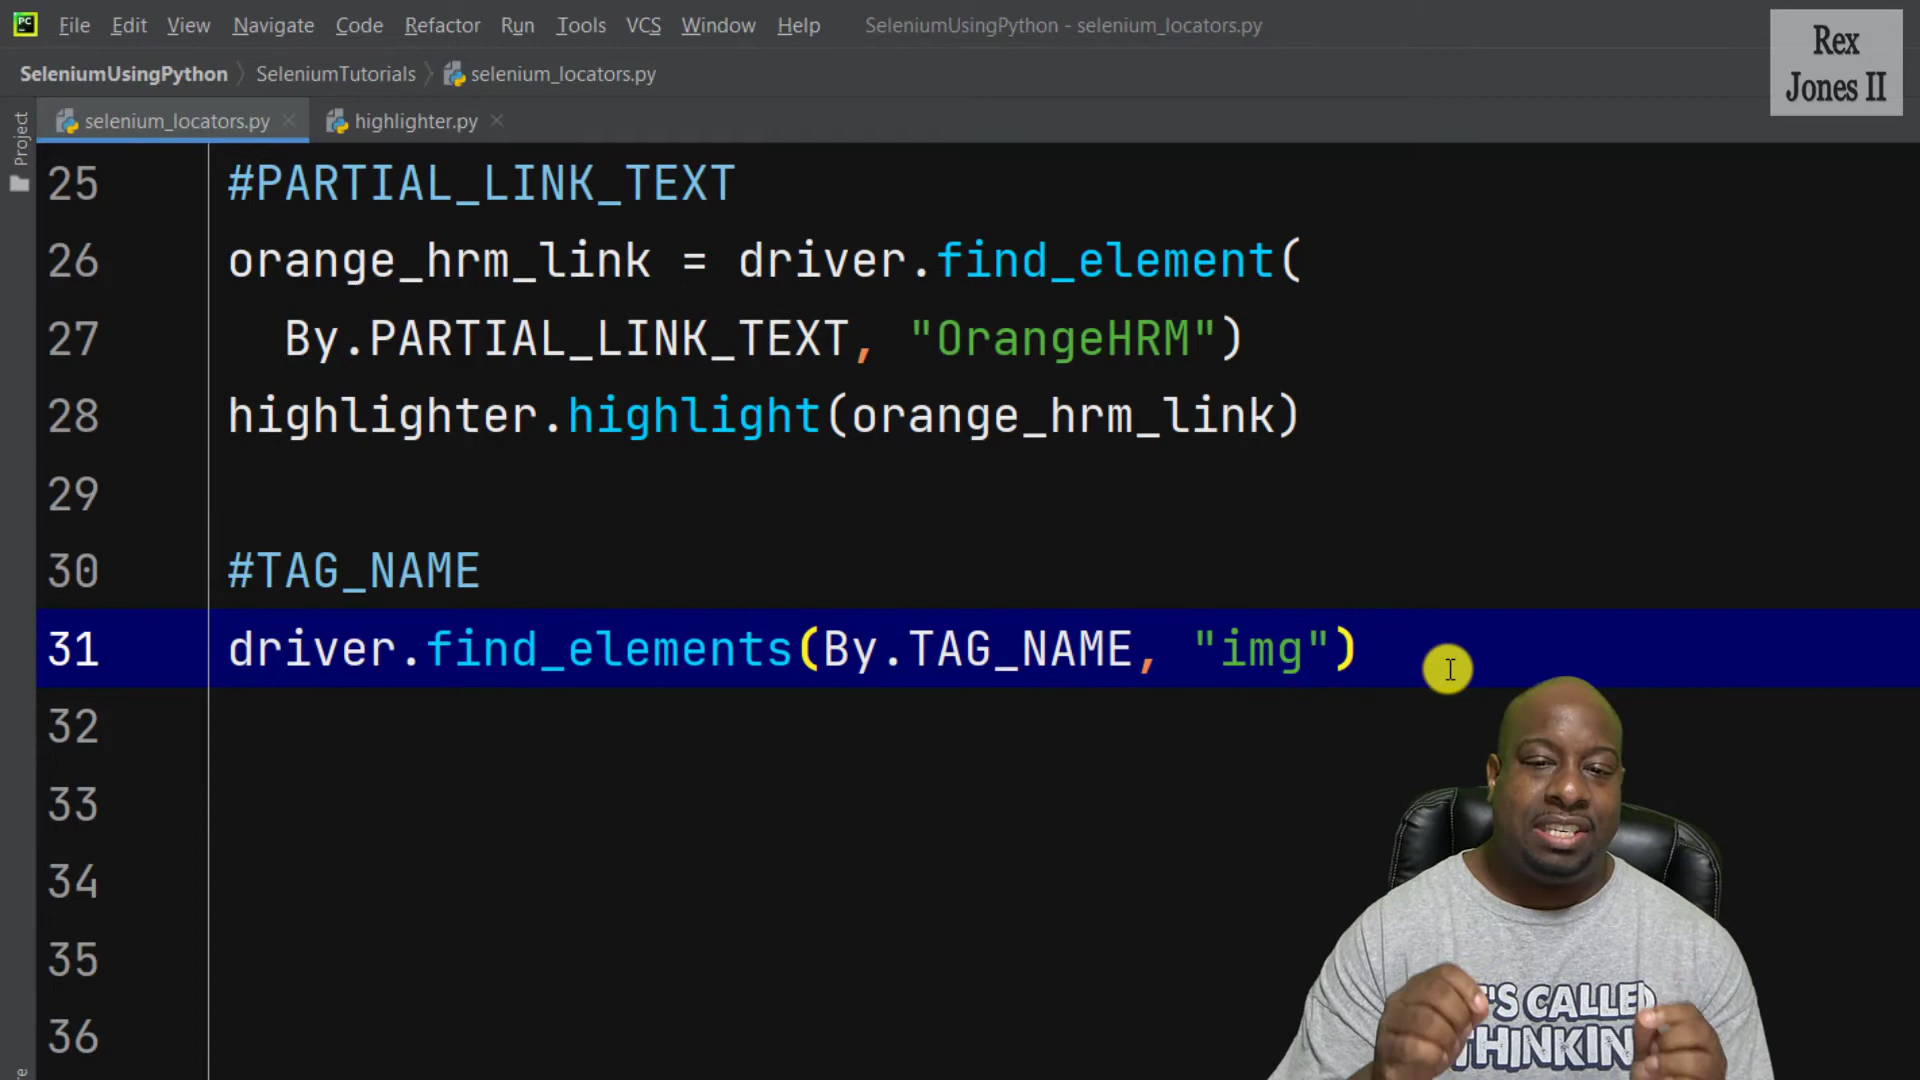 File Edit View Navigate Code Refactor Run Tools VCS Window Help SeleniumUsingPython - selenium_locators.py
Rex
Jones II
SeleniumUsingPython SeleniumTutorials selenium_locators.py
selenium_locators.py highlighter.py
Project
25 #PARTIAL_LINK_TEXT
26 orange_hrm_link = driver.find_element(
27 By.PARTIAL_LINK_TEXT, "OrangeHRM")
28 highlighter.highlight(orange_hrm_link)
29
30 #TAG_NAME
31 driver.find_elements(By.TAG_NAME, "img")
32
33
34
35
36
'S CALLED
THINKIN